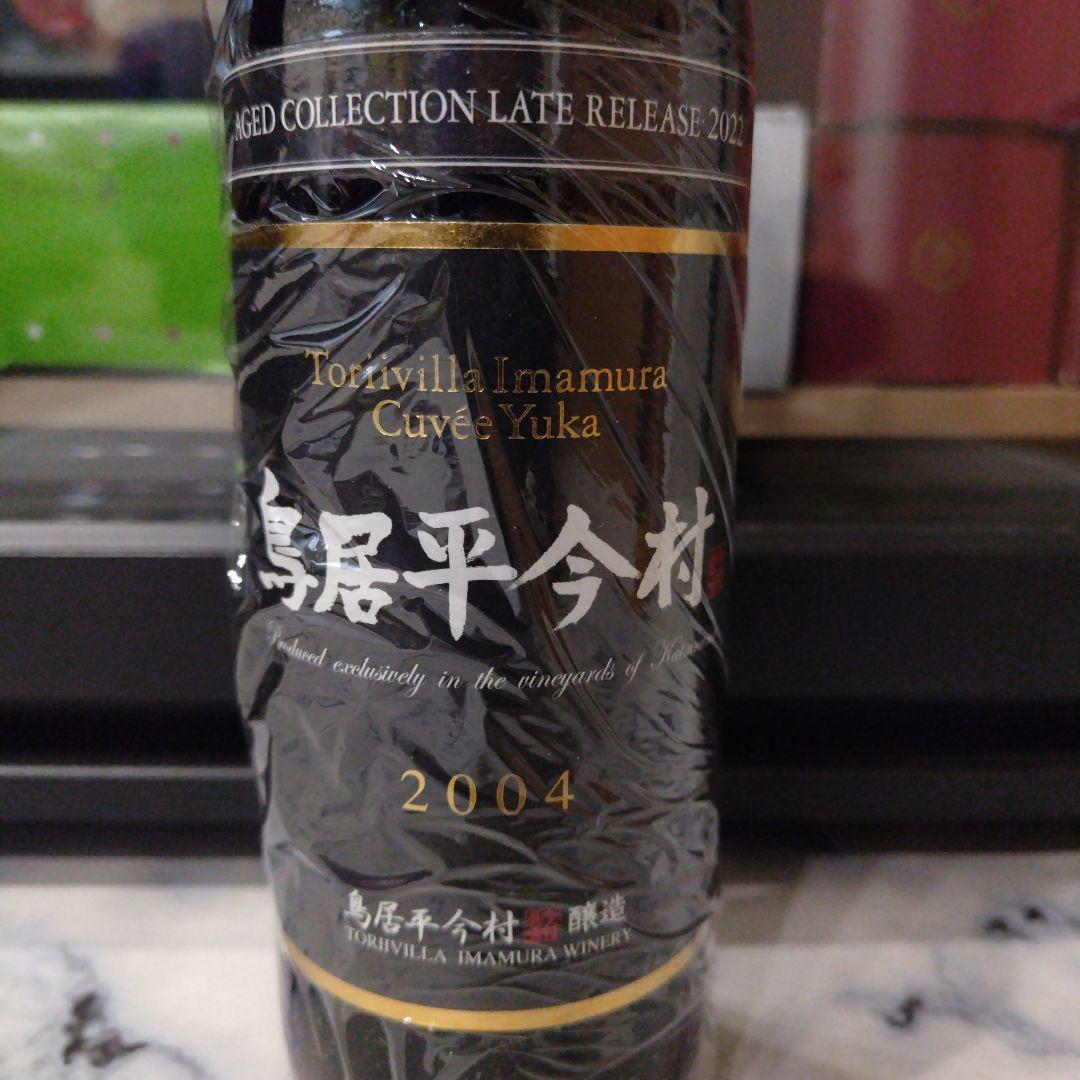 AGED COLLECTION LATE RELEASE 2022
Toriivilla Imamura
Cuvée Yuka
鳥居平今村
Produced exclusively in the vineyards of
2004
鳥居平今村 醸造
TORIIVILLA IMAMURA WINERY